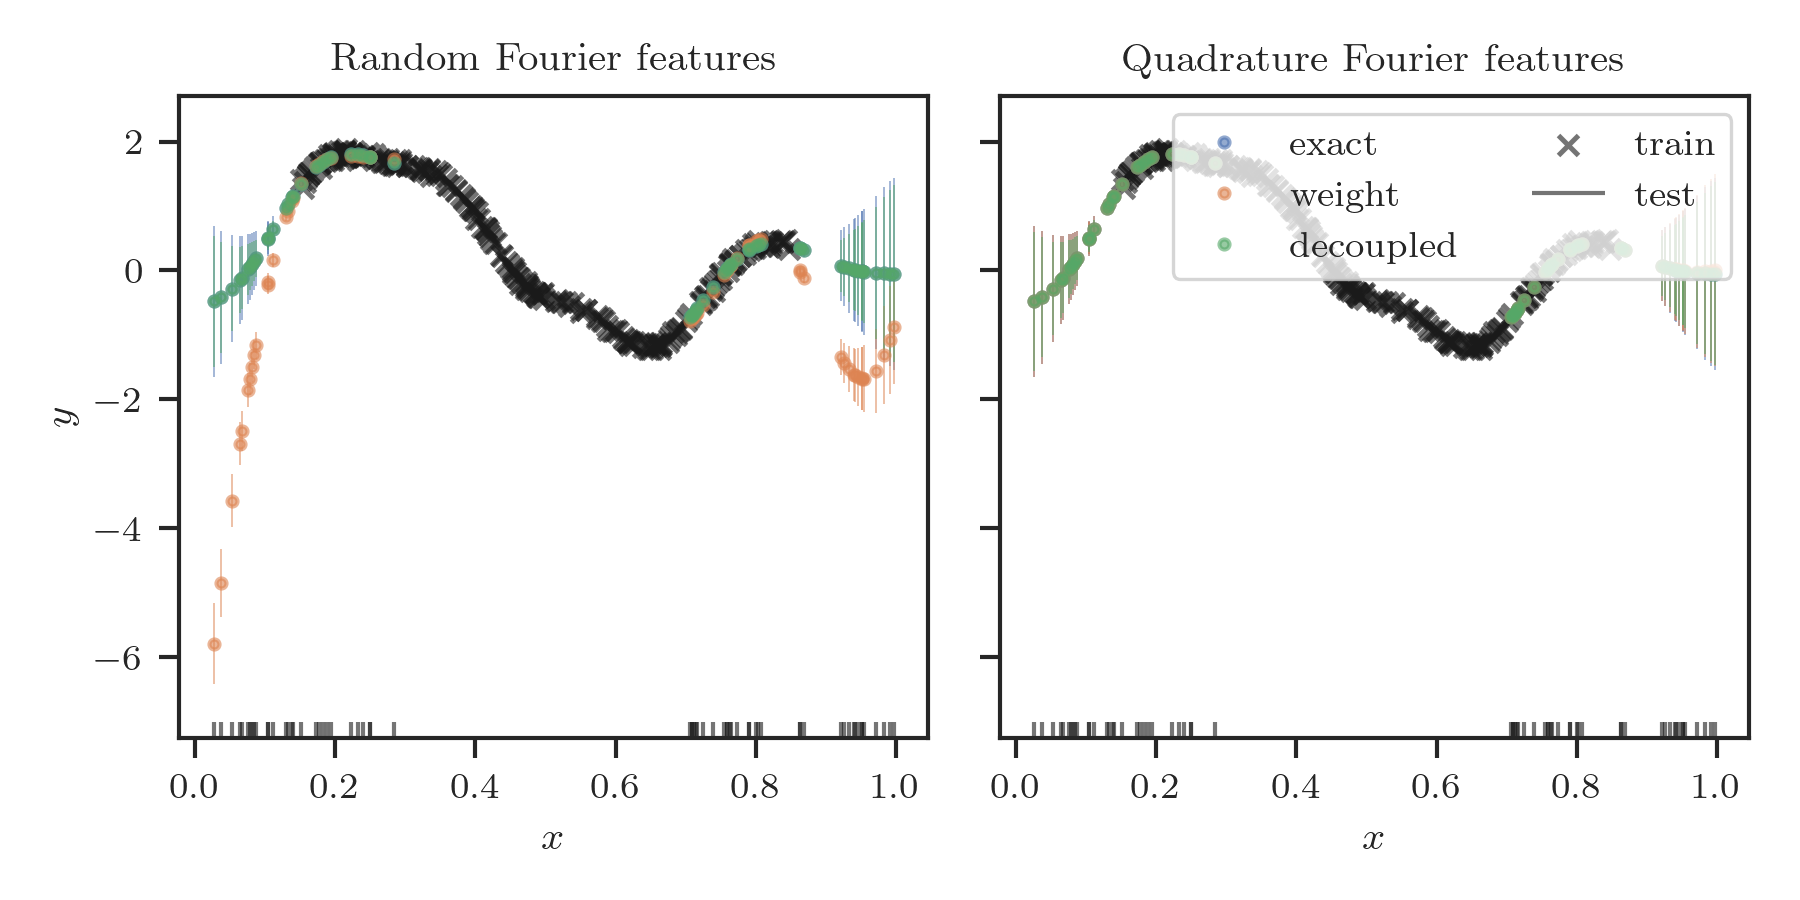 Random Fourier features
Quadrature Fourier features
exact
weight
decoupled
train
test
y
2
0
−2
−4
−6
0.0 0.2 0.4 0.6 0.8 1.0
x
0.0 0.2 0.4 0.6 0.8 1.0
x